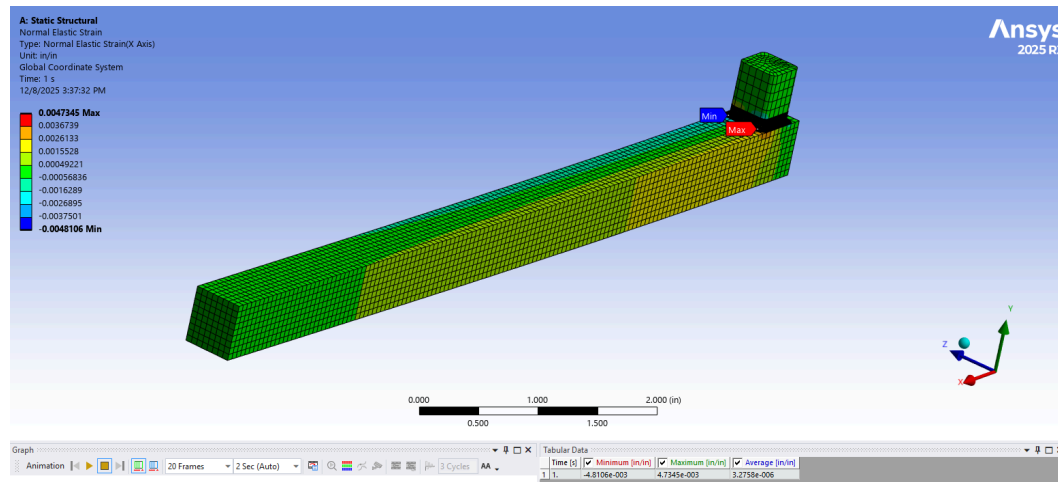 A: Static Structural
Normal Elastic Strain
Type: Normal Elastic Strain(X Axis)
Unit: in/in
Global Coordinate System
Time: 1 s
12/8/2025 3:37:32 PM
0.0047345 Max
0.0036739
0.0026133
0.0015528
0.00049221
-0.00056836
-0.0016289
-0.0026895
-0.0037501
-0.0048106 Min
Ansys
2025 R
Min
Max
Y
Z
X
0.000 1.000 2.000 (in)
0.500 1.500
Graph
Animation 20 Frames 2 Sec (Auto) 3 Cycles AA
Tabular Data
Time [s] Minimum [in/in] Maximum [in/in] Average [in/in]
1 1. -4.8106e-003 4.7345e-003 3.2758e-006